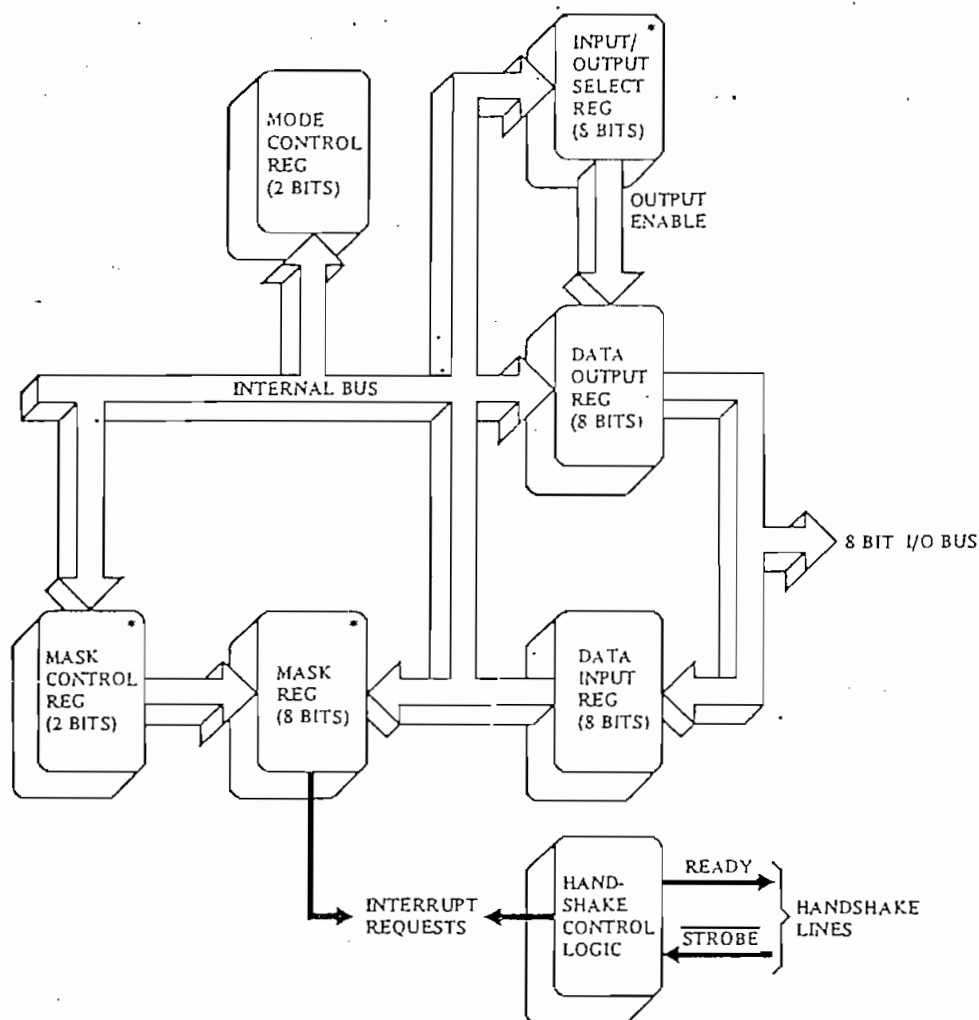 INPUT/ *
OUTPUT
SELECT
REG
(8 BITS)
MODE
CONTROL
REG
(2 BITS)
OUTPUT
ENABLE
DATA
OUTPUT
REG
(8 BITS)
INTERNAL BUS
8 BIT I/O BUS
*
MASK
CONTROL
REG
(2 BITS)
*
MASK
REG
(8 BITS)
DATA
INPUT
REG
(8 BITS)
HAND-
SHAKE
CONTROL
LOGIC
READY
STROBE
HANDSHAKE
LINES
INTERRUPT
REQUESTS